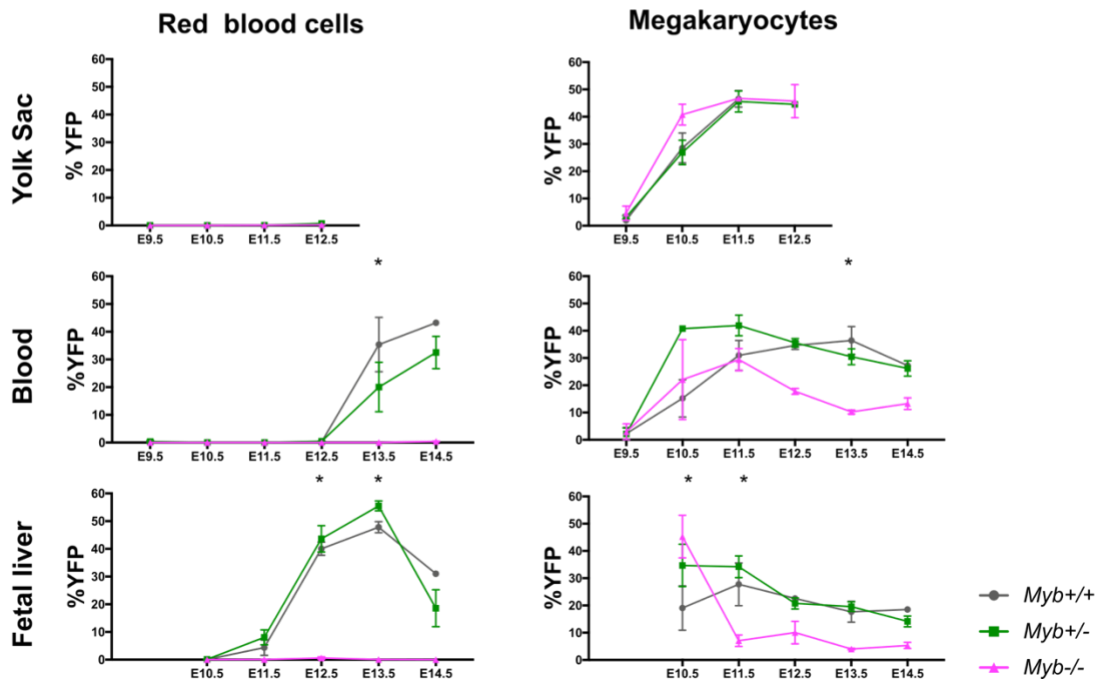 Red blood cells
Megakaryocytes
Yolk Sac
% YFP
60
50
40
30
20
10
0
E9.5 E10.5 E11.5 E12.5
% YFP
60
50
40
30
20
10
0
E9.5 E10.5 E11.5 E12.5
Blood
%YFP
*
60
50
40
30
20
10
0
E9.5 E10.5 E11.5 E12.5 E13.5 E14.5
%YFP
*
60
50
40
30
20
10
0
E9.5 E10.5 E11.5 E12.5 E13.5 E14.5
Fetal liver
%YFP
* *
60
50
40
30
20
10
0
E10.5 E11.5 E12.5 E13.5 E14.5
%YFP
* *
60
50
40
30
20
10
0
E10.5 E11.5 E12.5 E13.5 E14.5
Myb+/+
Myb+/-
Myb-/-